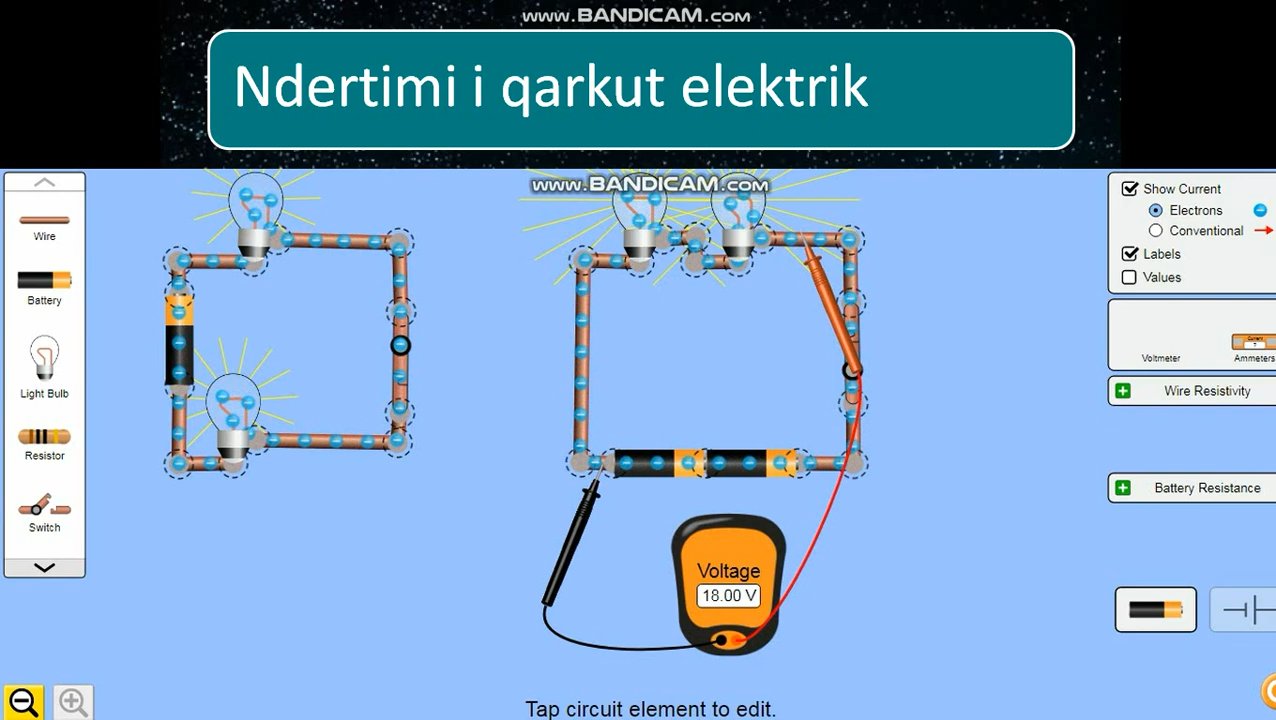 www.BANDICAM.com
Ndertimi i qarkut elektrik
www.BANDICAM.com
Wire
Battery
Light Bulb
Resistor
Switch
Show Current
Electrons
Conventional
Labels
Values
Voltmeter
Ammeters
Wire Resistivity
Battery Resistance
Voltage
18.00 V
Tap circuit element to edit.